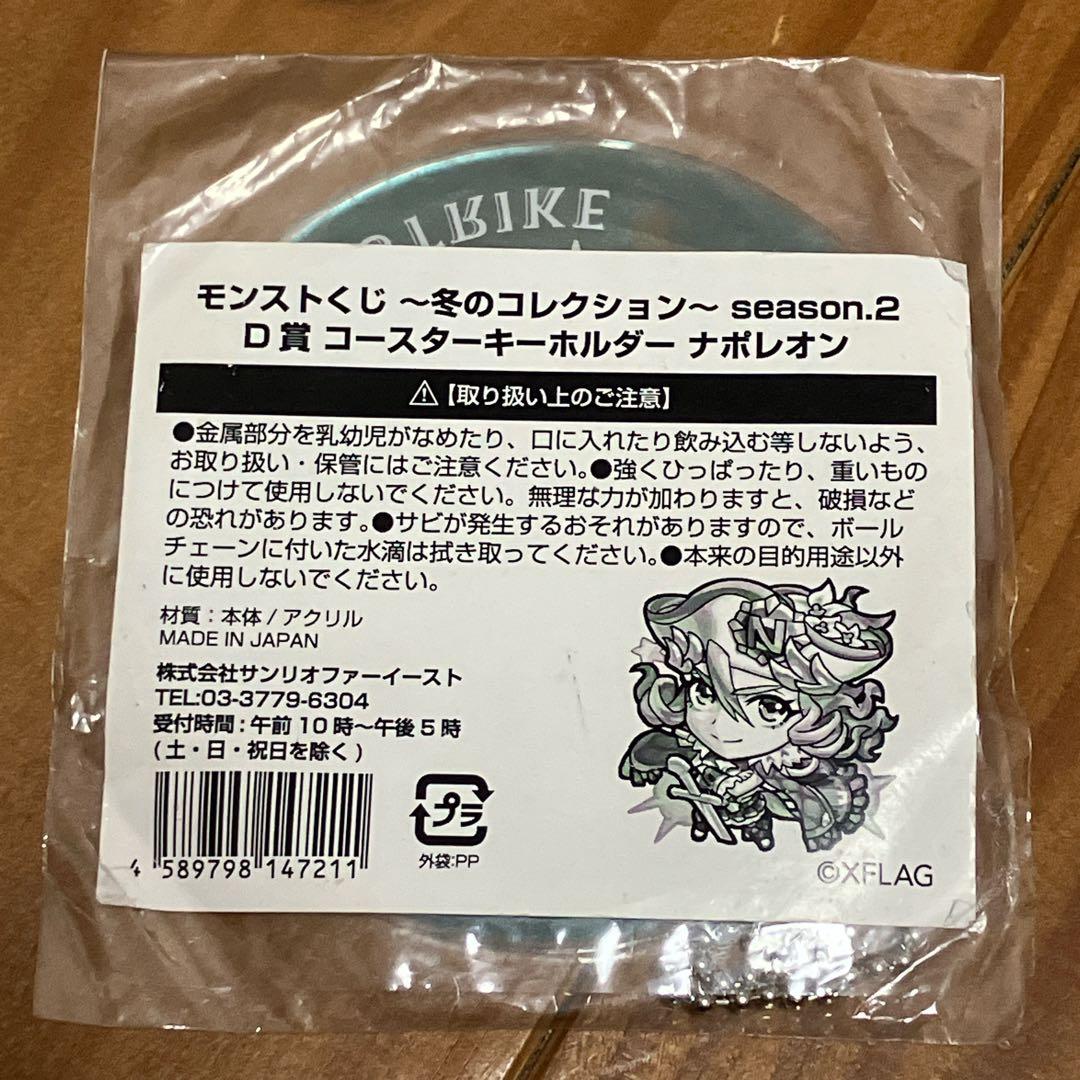 STRIKE
モンストくじ ～冬のコレクション～ season.2
D賞 コースターキーホルダー ナポレオン
⚠【取り扱い上のご注意】
●金属部分を乳幼児がなめたり、口に入れたり飲み込む等しないよう、
お取り扱い・保管にはご注意ください。●強くひっぱったり、重いもの
につけて使用しないでください。無理な力が加わりますと、破損など
の恐れがあります。●サビが発生するおそれがありますので、ボール
チェーンに付いた水滴は拭き取ってください。●本来の目的用途以外
に使用しないでください。
材質：本体 / アクリル
MADE IN JAPAN
株式会社サンリオファーイースト
TEL:03-3779-6304
受付時間：午前10時～午後5時
(土・日・祝日を除く)
N
プラ
外袋:PP
4 589798 147211
©XFLAG
D